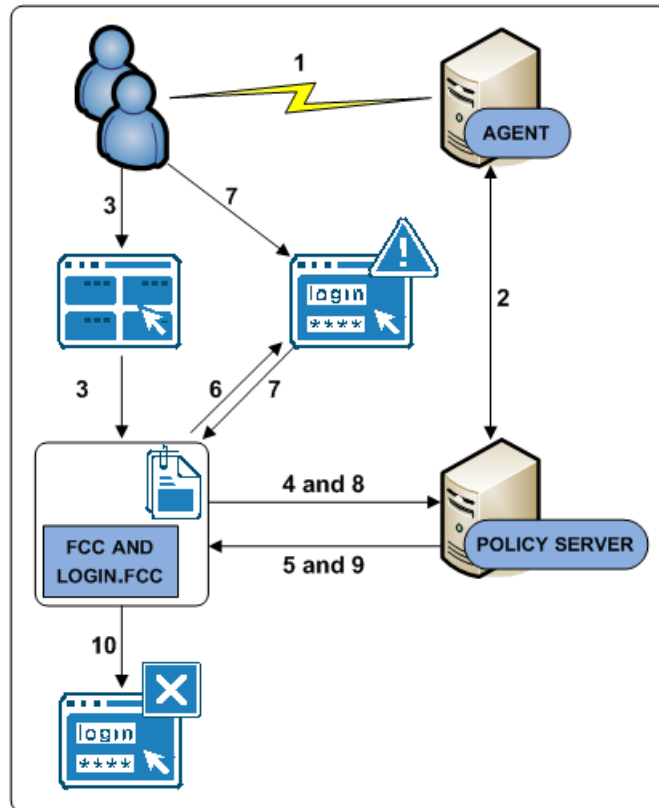 1
AGENT
3
7
login
****
2
3
6
7
4 and 8
FCC AND
LOGIN.FCC
POLICY SERVER
5 and 9
10
login
****